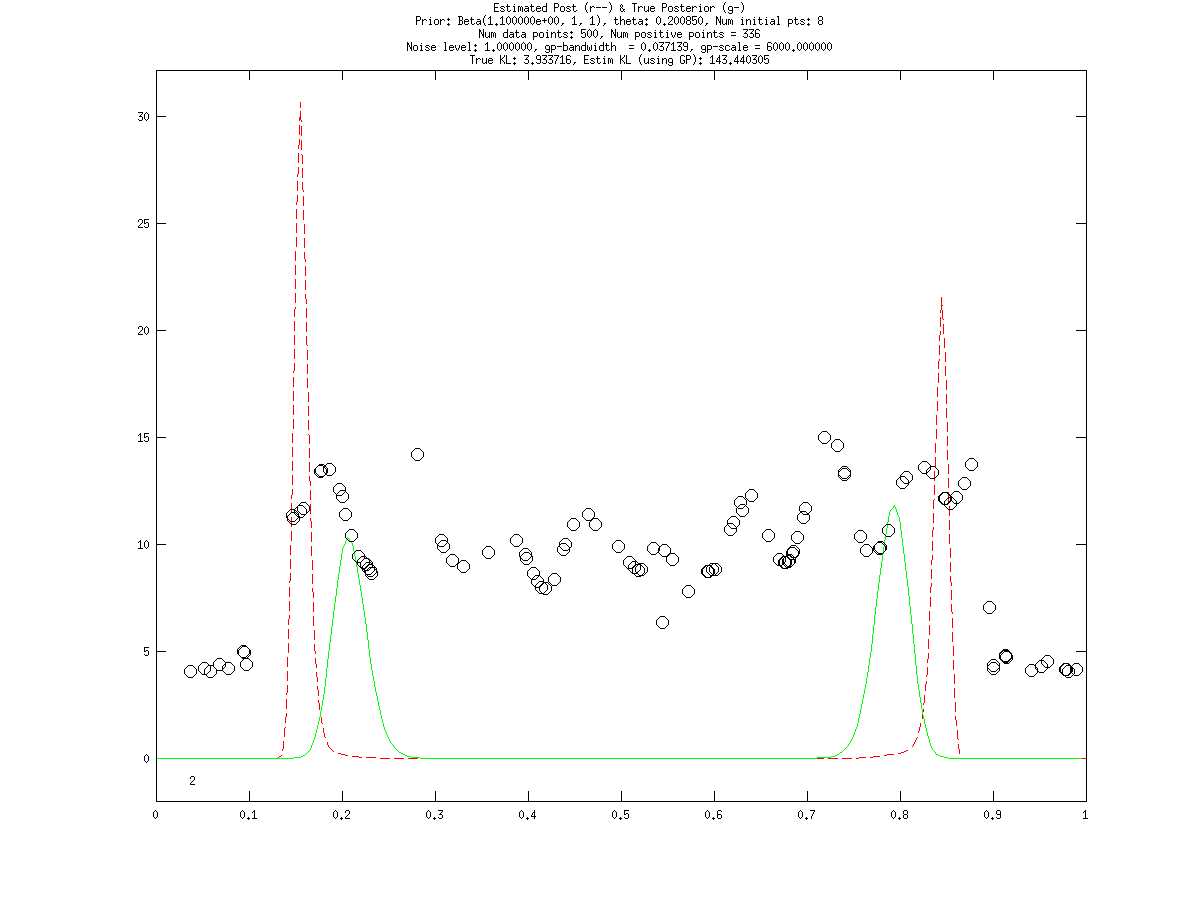 Estimated Post (r--) & True Posterior (g-)
Prior: Beta(1.100000e+00, 1, 1), theta: 0.200850, Num initial pts: 8
Num data points: 500, Num positive points = 336
Noise level: 1.000000, gp-bandwidth  = 0.037139, gp-scale = 6000.000000
True KL: 3.933716, Estim KL (using GP): 143.440305
30
25
20
15
10
5
0
2
0 0.1 0.2 0.3 0.4 0.5 0.6 0.7 0.8 0.9 1